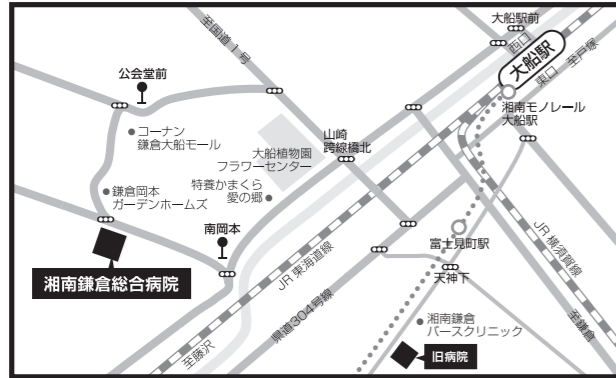 大船駅前
至国道1号
西口
大船駅
東口
至戸塚
公会堂前
湘南モノレール
大船駅
コーナン
鎌倉大船モール
山崎
跨線橋北
大船植物園
フラワーセンター
特養かまくら
愛の郷
鎌倉岡本
ガーデンホームズ
南岡本
富士見町駅
JR横須賀線
JR東海道線
湘南鎌倉総合病院
天神下
県道304号線
至鎌倉
湘南鎌倉
バースクリニック
至藤沢
旧病院